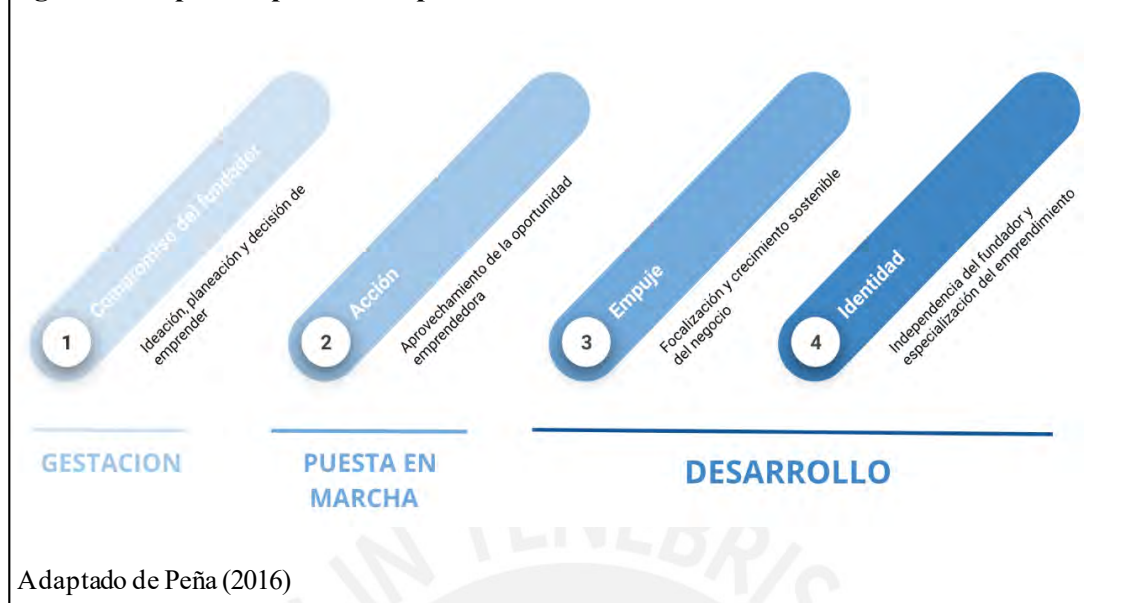 Compromiso del fundador
1
Ideación, planeación y decisión de
emprender
Acción
2
Aprovechamiento de la oportunidad
emprendedora
Empuje
3
Focalización y crecimiento sostenible
del negocio
Identidad
4
Independencia del fundador y
especialización del emprendimiento
GESTACION
PUESTA EN
MARCHA
DESARROLLO
IN TENEBRIS
Adaptado de Peña (2016)